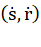 (ṡ, ṙ)